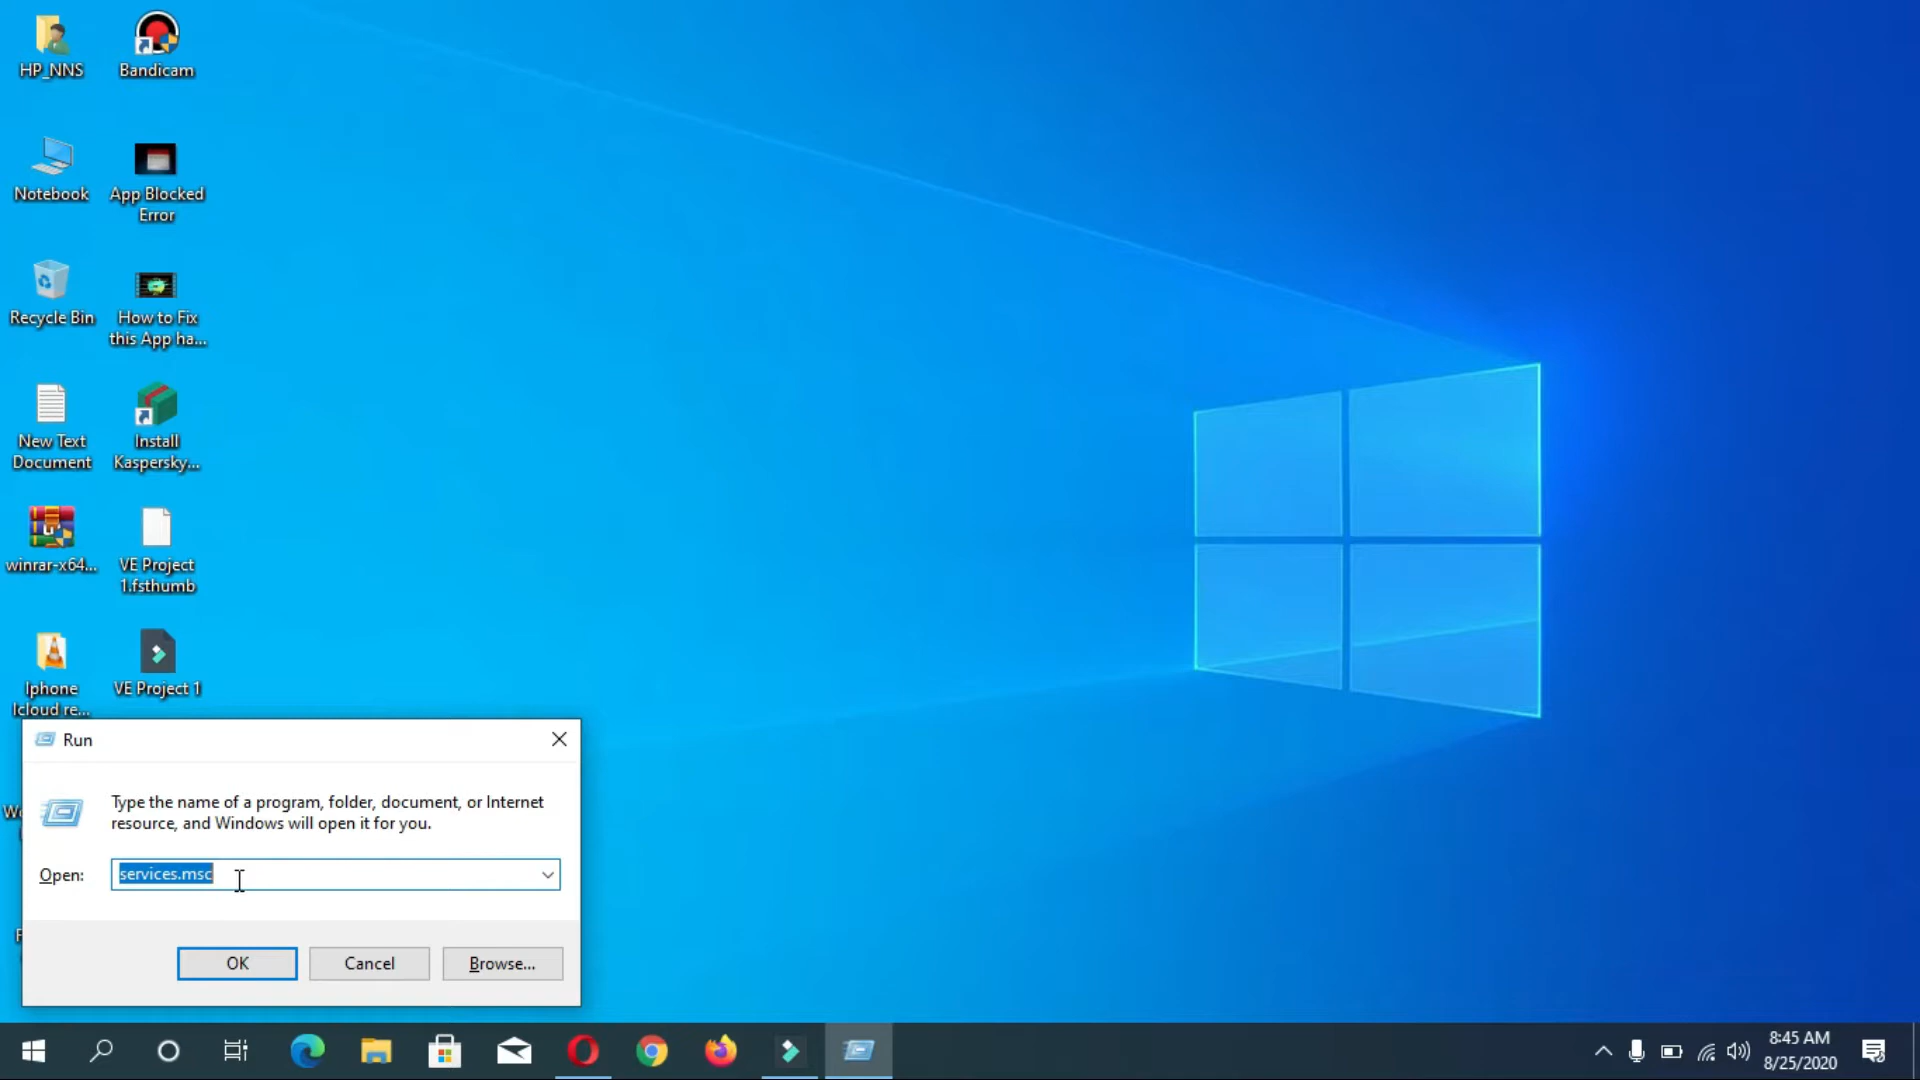 HP_NNS
Bandicam
Notebook
App Blocked
Error
Recycle Bin
How to Fix
this App ha...
New Text
Document
Install
Kaspersky...
winrar-x64...
VE Project
1.fsthumb
Iphone
Icloud re...
VE Project 1
Run
Type the name of a program, folder, document, or Internet
resource, and Windows will open it for you.
Open:
services.msc
OK
Cancel
Browse...
8:45 AM
8/25/2020